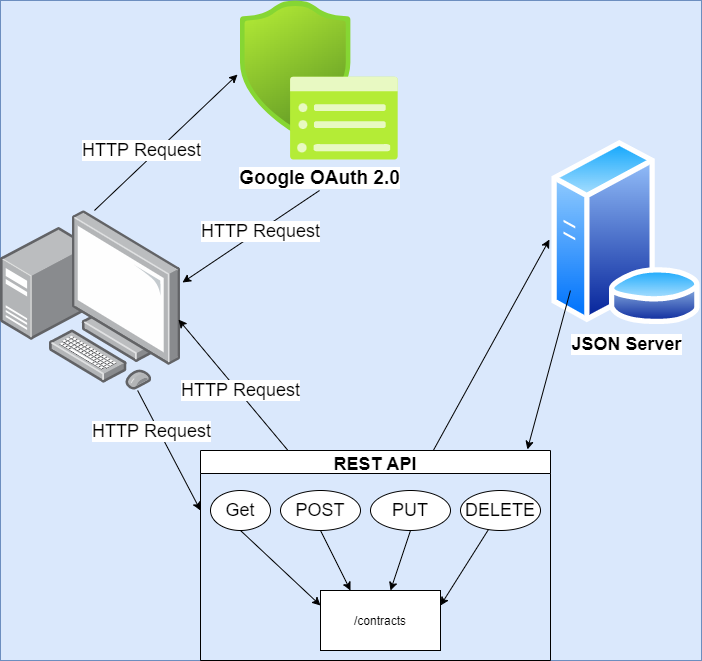 HTTP Request
Google OAuth 2.0
HTTP Request
JSON Server
HTTP Request
HTTP Request
REST API
Get
POST
PUT
DELETE
/contracts